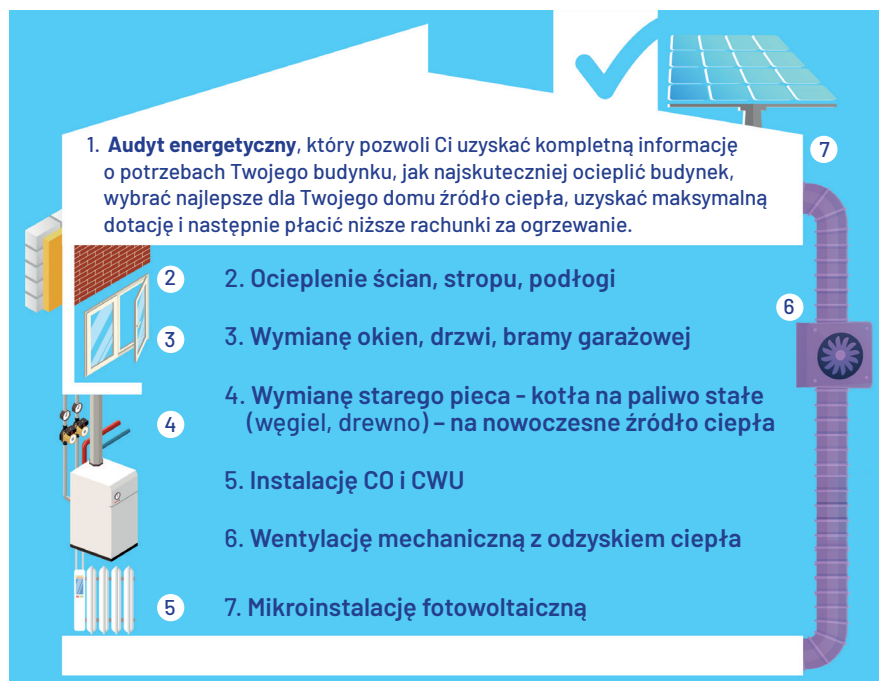 1. Audyt energetyczny, który pozwoli Ci uzyskać kompletną informację
o potrzebach Twojego budynku, jak najskuteczniej ocieplić budynek,
wybrać najlepsze dla Twojego domu źródło ciepła, uzyskać maksymalną
dotację i następnie płacić niższe rachunki za ogrzewanie.
7
2
2. Ocieplenie ścian, stropu, podłogi
6
3
3. Wymianę okien, drzwi, bramy garażowej
4. Wymianę starego pieca - kotła na paliwo stałe
4
(węgiel, drewno) – na nowoczesne źródło ciepła
5. Instalację CO i CWU
6. Wentylację mechaniczną z odzyskiem ciepła
5
7. Mikroinstalację fotowoltaiczną